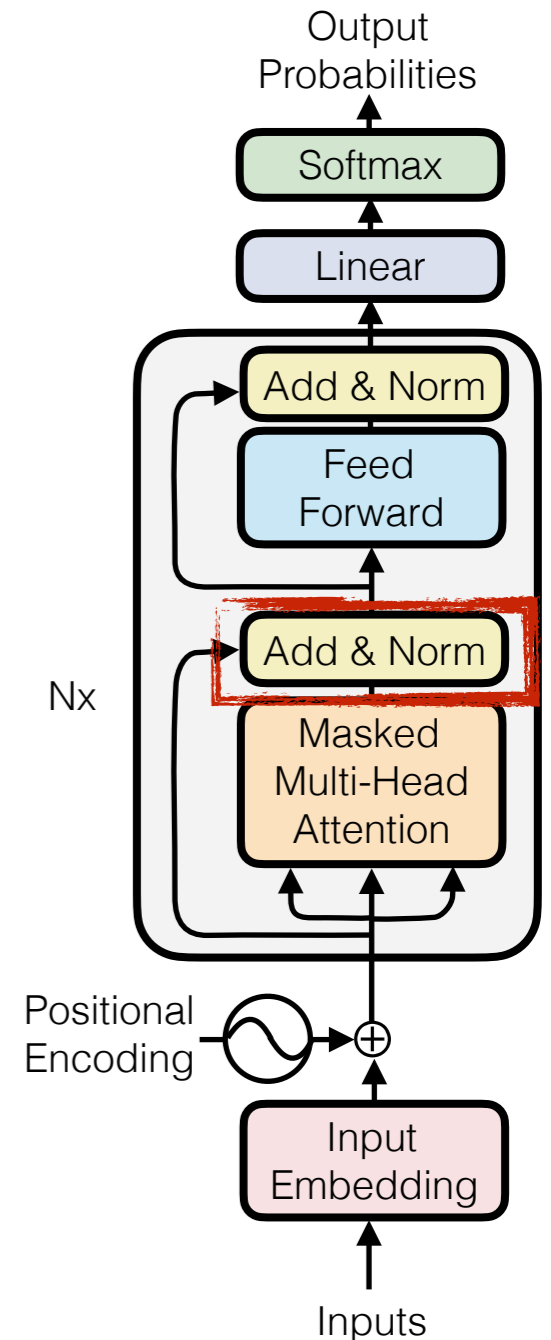 Output
Probabilities
Softmax
Linear
Add & Norm
Feed
Forward
Add & Norm
Nx
Masked
Multi-Head
Attention
Positional
Encoding
Input
Embedding
Inputs